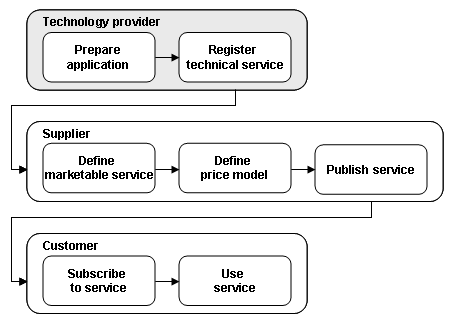 Technology provider
Prepare
application
Register
technical service
Supplier
Define
marketable service
Define
price model
Publish service
Customer
Subscribe
to service
Use
service